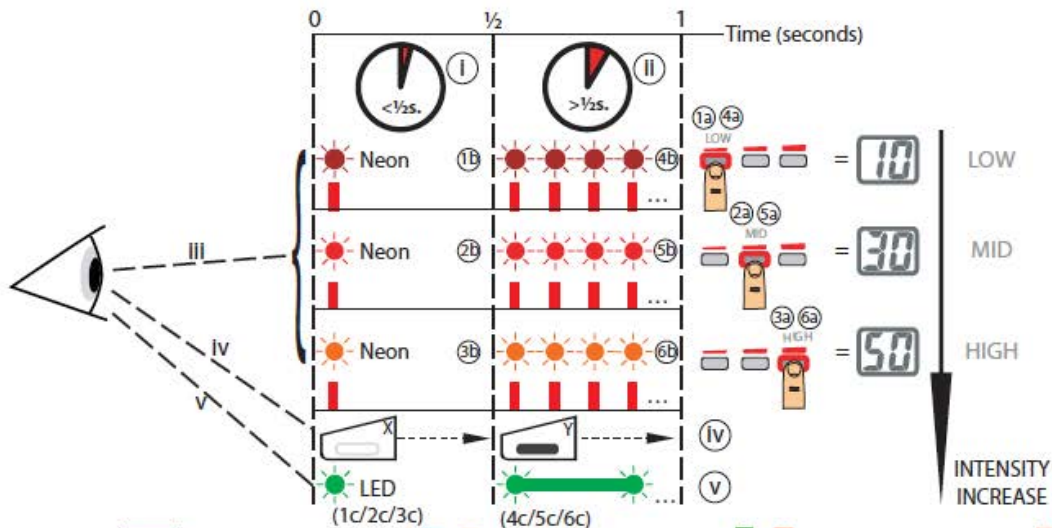 0 ½ 1
Time (seconds)
<½s. i >½s. ii
1a 4a
LOW
Neon 1b 4b = 10 LOW
...
2a 5a
MID
iii Neon 2b 5b = 30 MID
...
3a 6a
HIGH
iv Neon 3b 6b = 50 HIGH
v ...
X Y iv
LED ... v
(1c/2c/3c) (4c/5c/6c)
INTENSITY
INCREASE